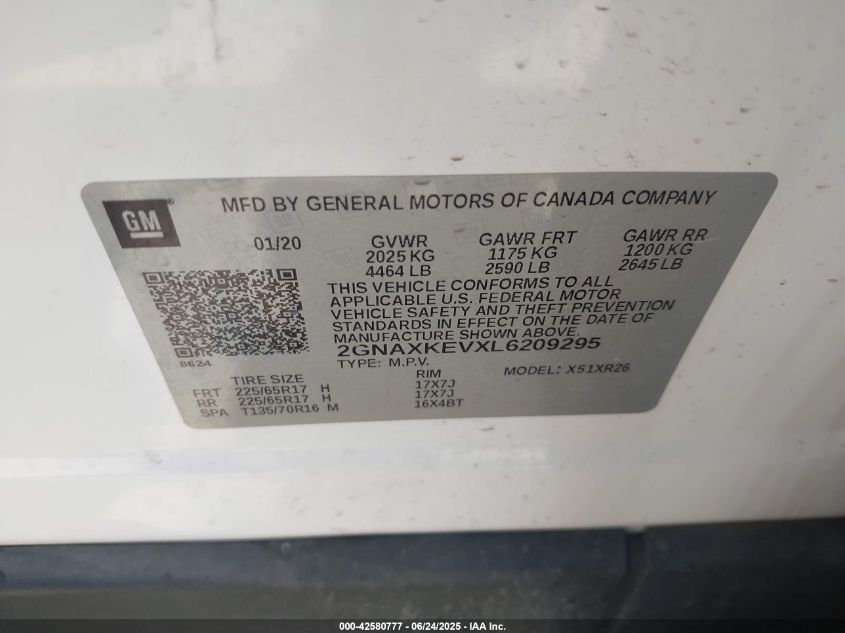 GM
MFD BY GENERAL MOTORS OF CANADA COMPANY
01/20
GVWR GAWR FRT GAWR RR
2025 KG 1175 KG 1200 KG
4464 LB 2590 LB 2645 LB
THIS VEHICLE CONFORMS TO ALL
APPLICABLE U.S. FEDERAL MOTOR
VEHICLE SAFETY AND THEFT PREVENTION
STANDARDS IN EFFECT ON THE DATE OF
MANUFACTURE SHOWN ABOVE
2GNAXKEVXL6209295
8624
TYPE: M.P.V. MODEL: X51XR26
TIRE SIZE RIM
FRT 225/65R17 H 17X7J
RR 225/65R17 H 17X7J
SPA T135/70R16 M 16X4BT
000-42580777 - 06/24/2025 - IAA Inc.